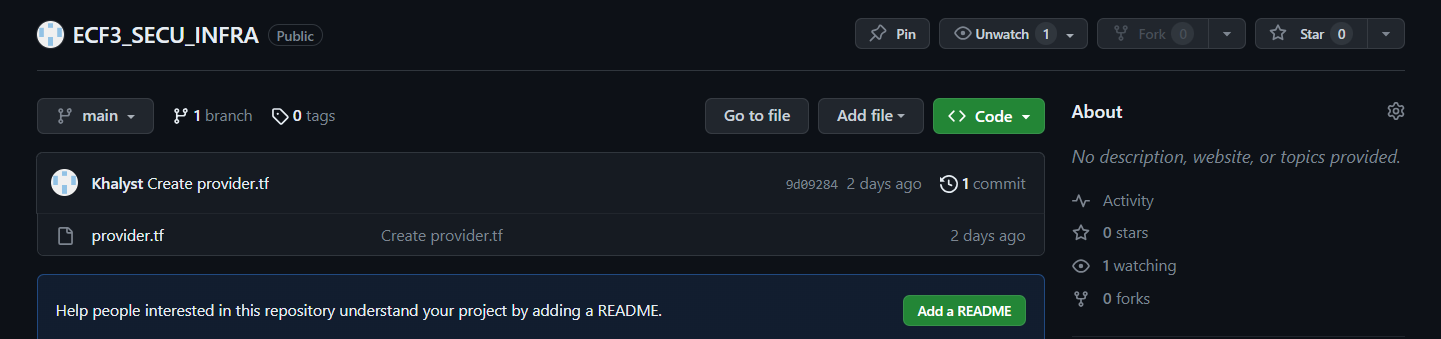 ECF3_SECU_INFRA Public
Pin Unwatch 1 Fork 0 Star 0
main 1 branch 0 tags Go to file Add file Code
Khalyst Create provider.tf 9d09284 2 days ago 1 commit
provider.tf Create provider.tf 2 days ago
Help people interested in this repository understand your project by adding a README. Add a README
About
No description, website, or topics provided.
Activity
0 stars
1 watching
0 forks